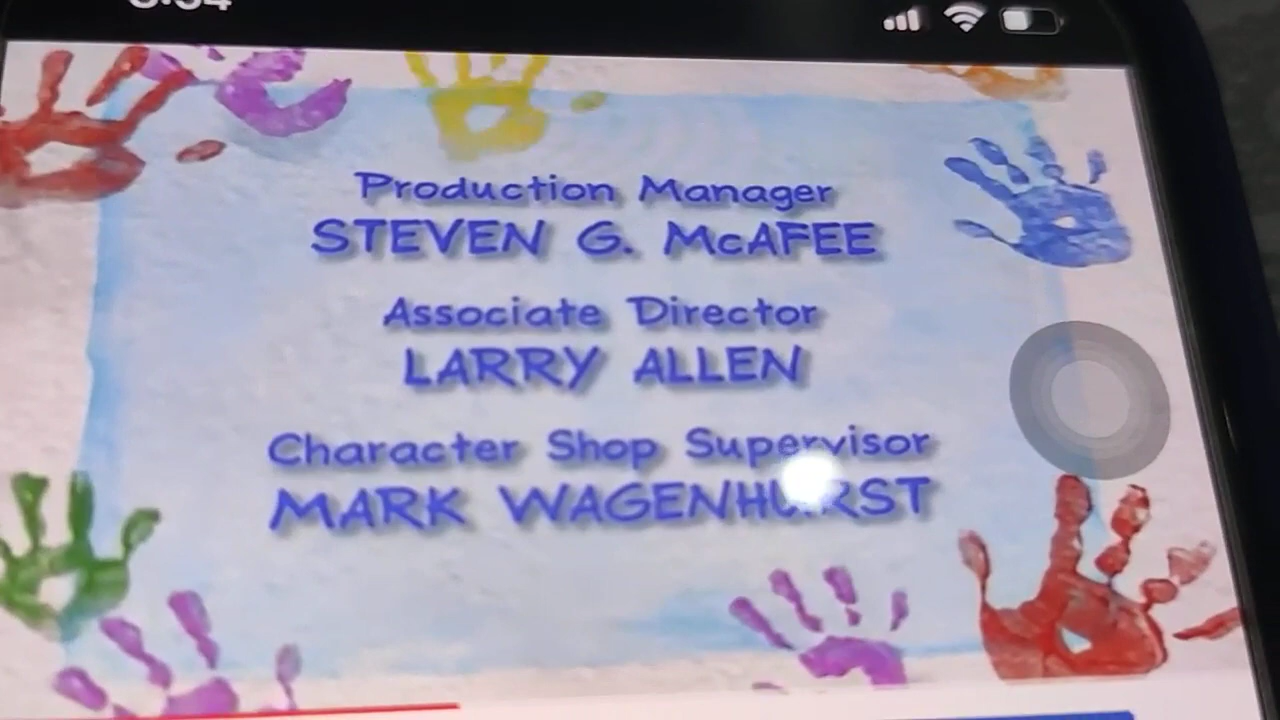 Production Manager
STEVEN G. McAFEE
Associate Director
LARRY ALLEN
Character Shop Supervisor
MARK WAGENHURST